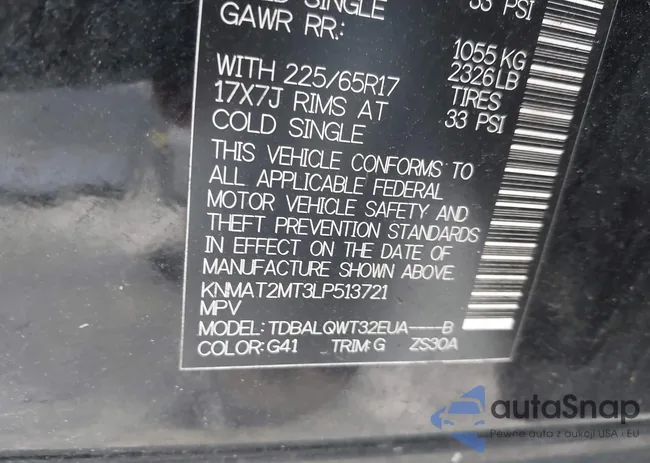 COLD SINGLE 33 PSI
GAWR RR:
1055 KG
WITH 225/65R17 2326 LB
17X7J RIMS AT TIRES
COLD SINGLE 33 PSI
THIS VEHICLE CONFORMS TO
ALL APPLICABLE FEDERAL
MOTOR VEHICLE SAFETY AND
THEFT PREVENTION STANDARDS
IN EFFECT ON THE DATE OF
MANUFACTURE SHOWN ABOVE.
KNMAT2MT3LP513721
MPV
MODEL: TDBALQWT32EUA----B
COLOR: G41 TRIM:G ZS30A
autaSnap
Pewne auta z aukcji USA i EU